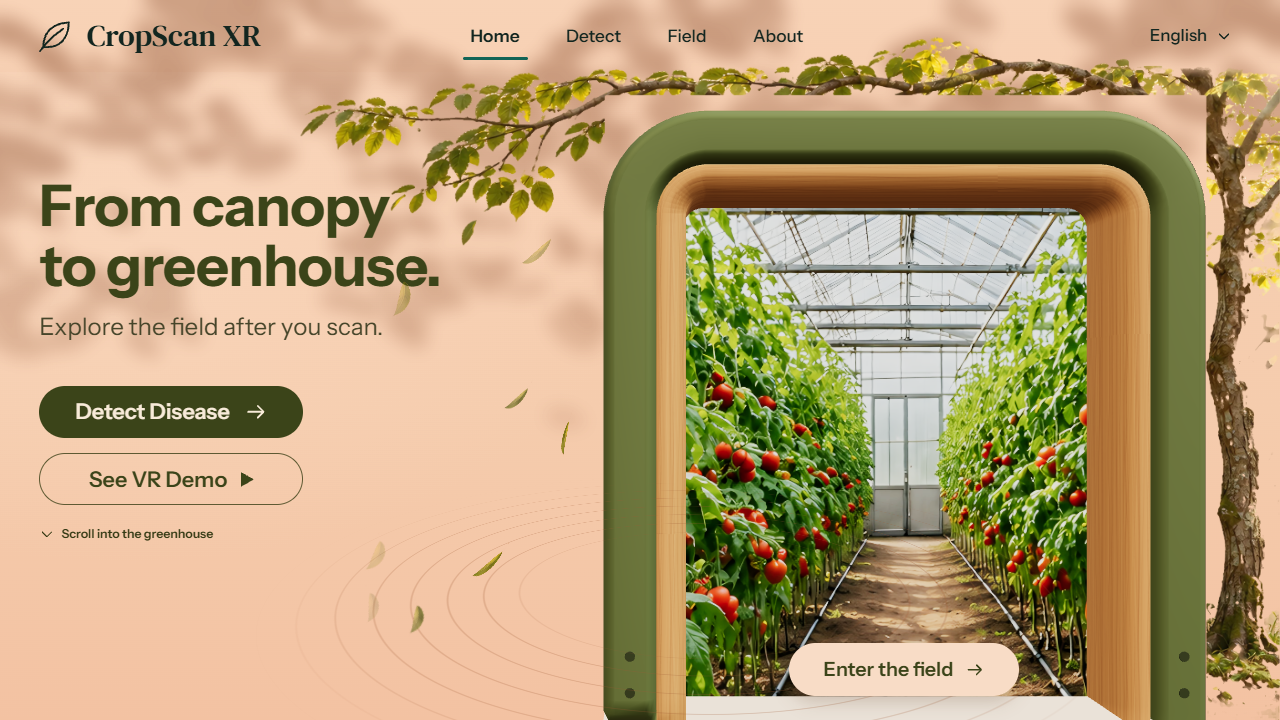 CropScan XR
Home
Detect
Field
About
English
From canopy
to greenhouse.
Explore the field after you scan.
Detect Disease
See VR Demo
Scroll into the greenhouse
Enter the field